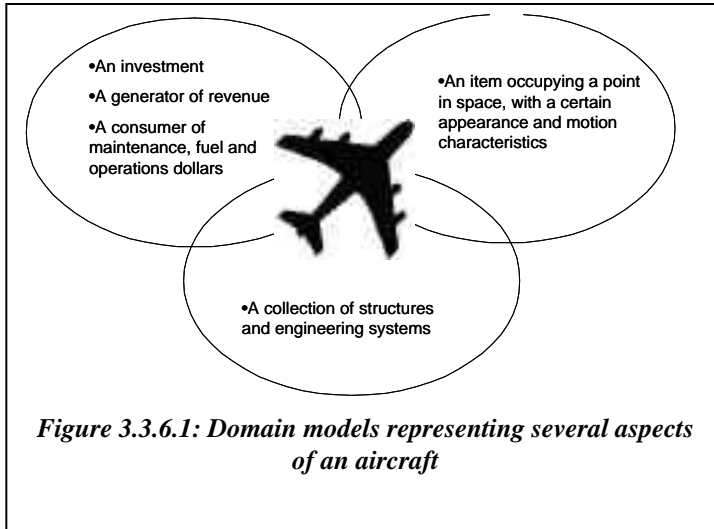 •An investment
•A generator of revenue
•A consumer of
maintenance, fuel and
operations dollars
•An item occupying a point
in space, with a certain
appearance and motion
characteristics
•A collection of structures
and engineering systems
Figure 3.3.6.1: Domain models representing several aspects
of an aircraft